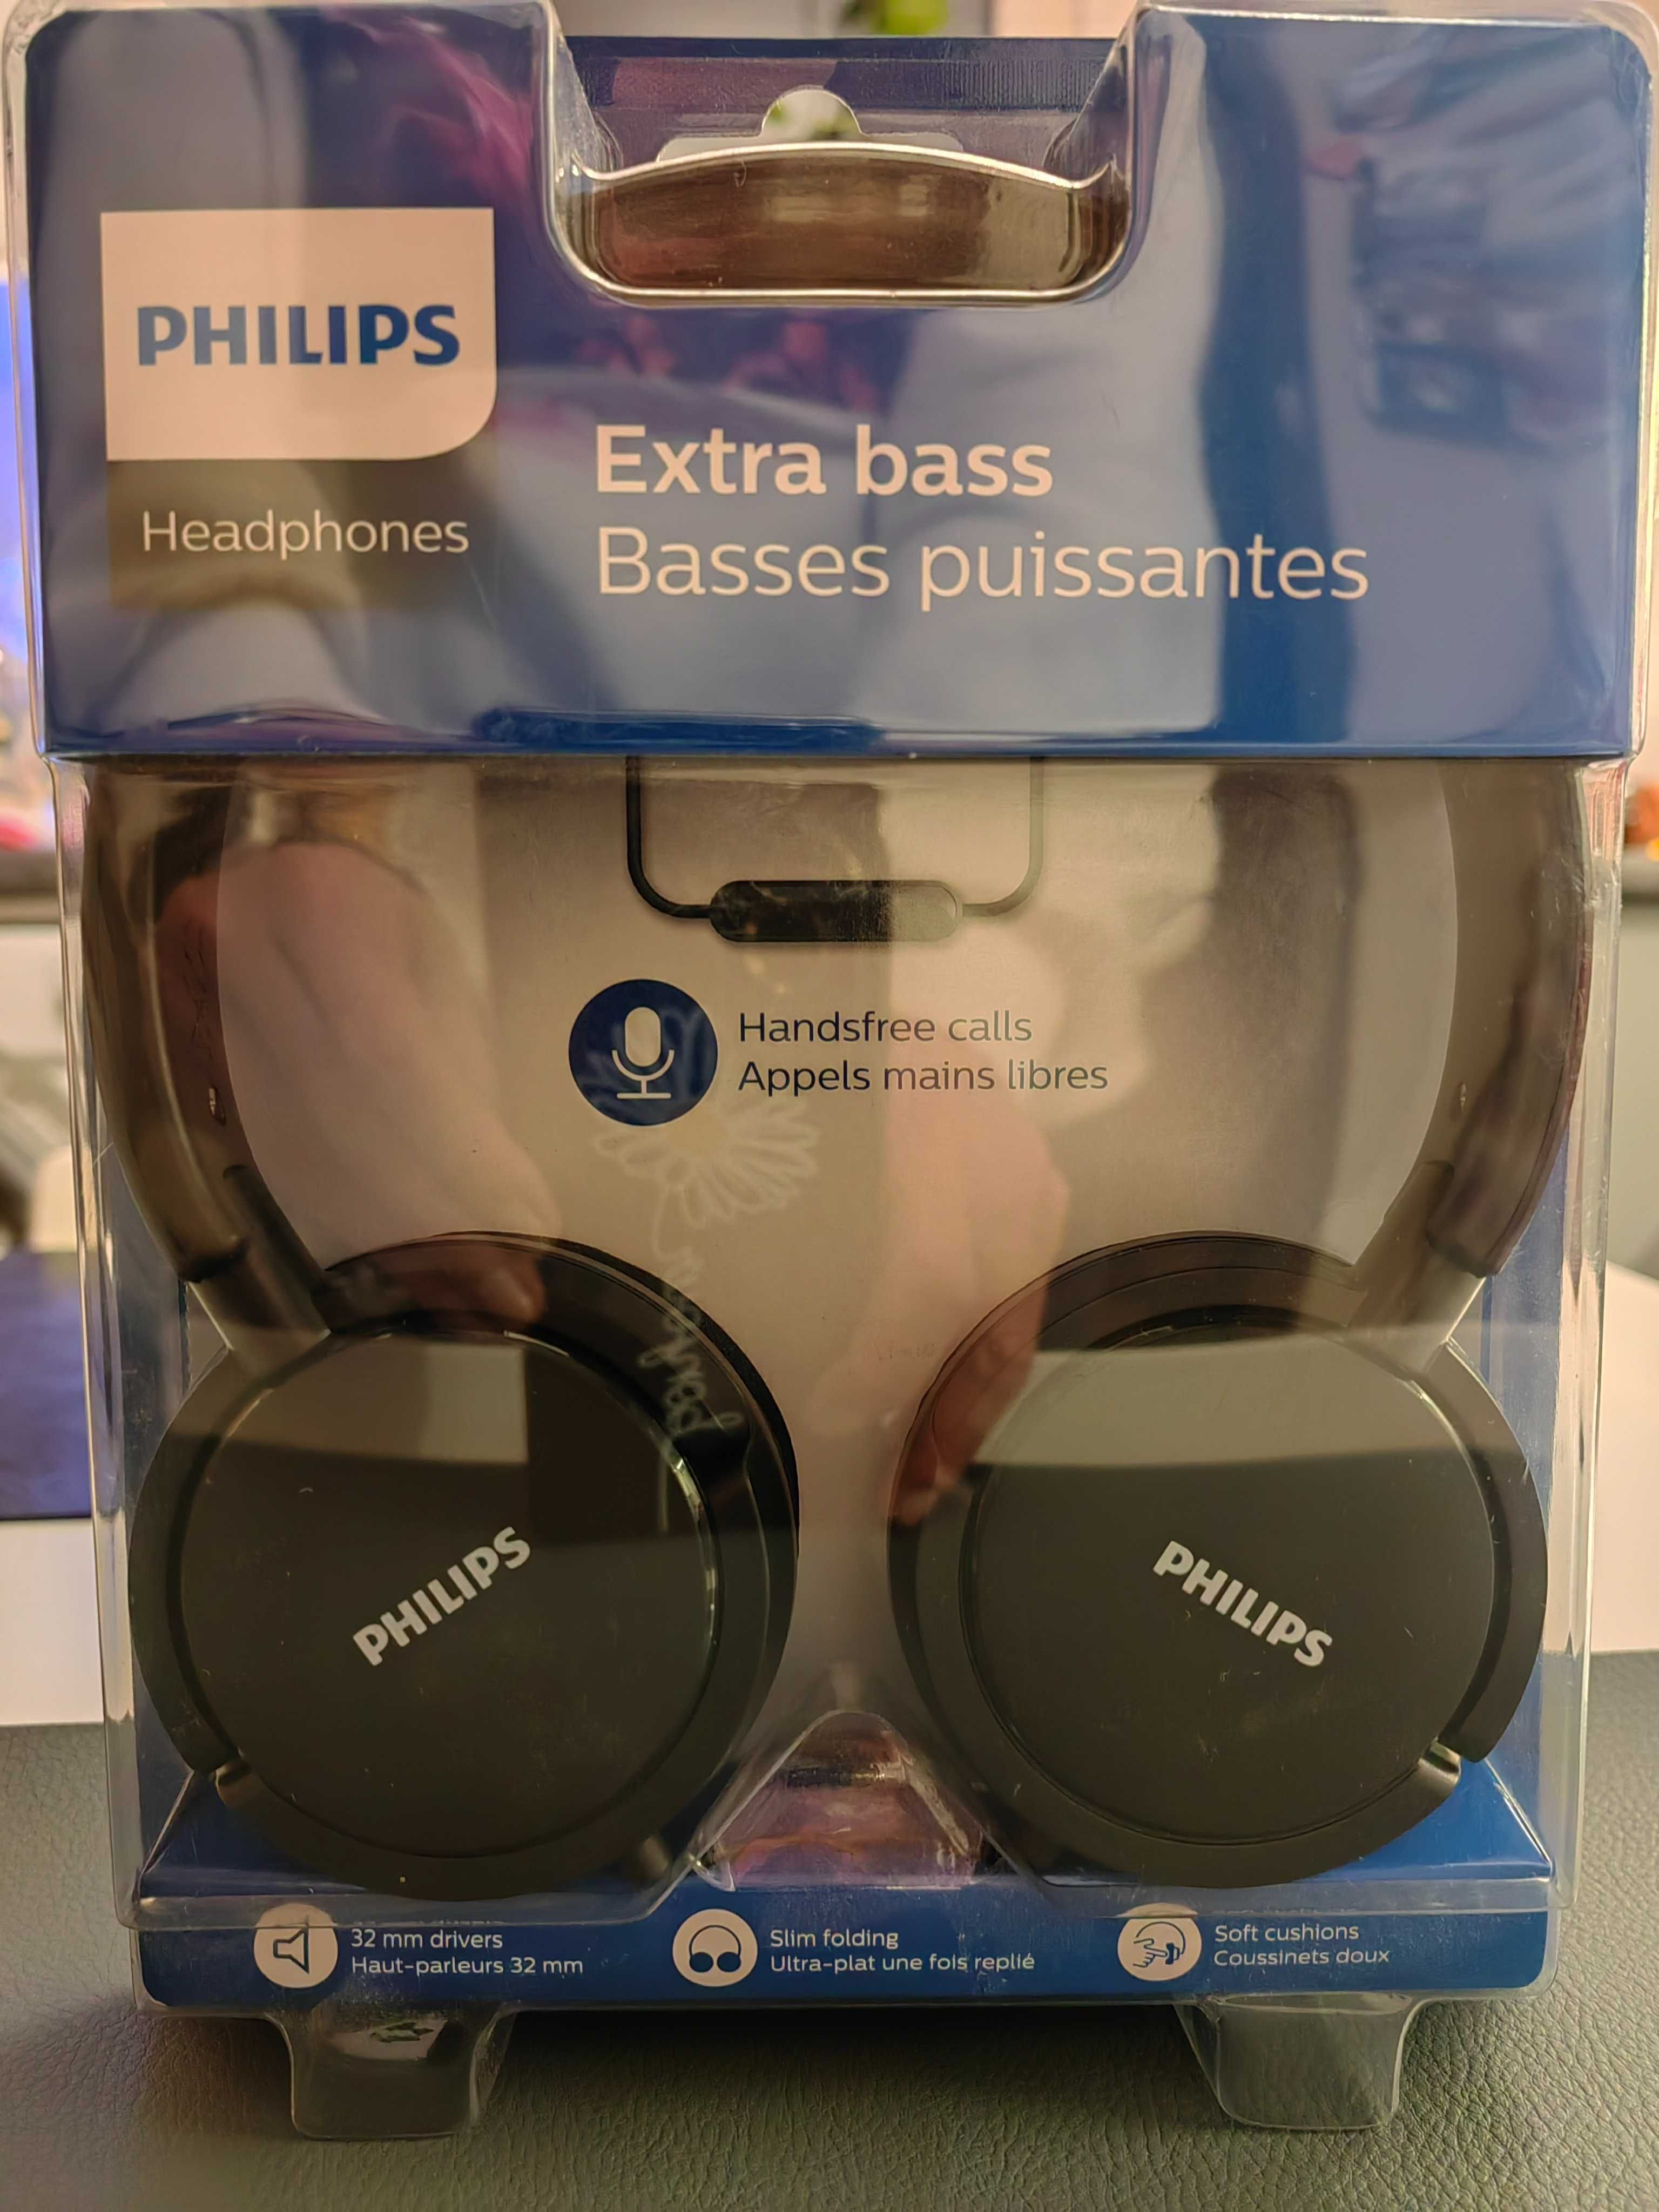 PHILIPS
Headphones
Extra bass
Basses puissantes
Handsfree calls
Appels mains libres
PHILIPS
PHILIPS
32 mm drivers
Haut-parleurs 32 mm
Slim folding
Ultra-plat une fois replié
Soft cushions
Coussinets doux